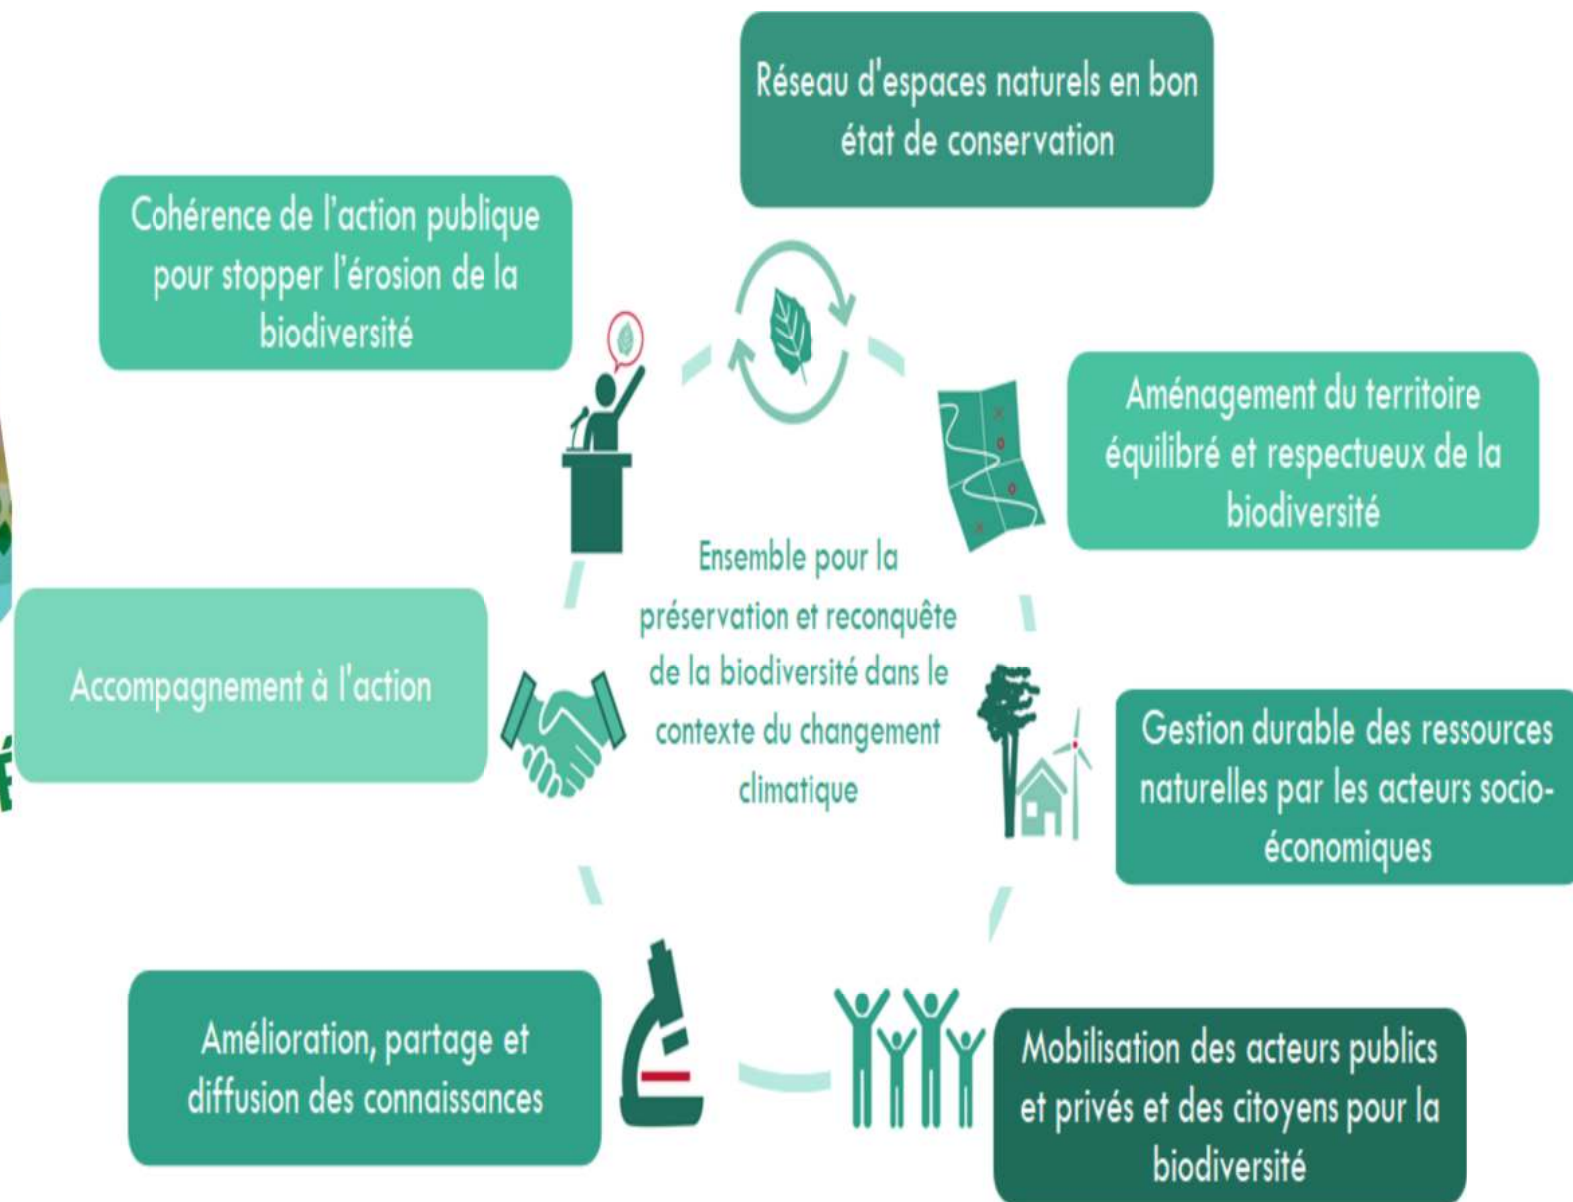 Réseau d'espaces naturels en bon
état de conservation
Cohérence de l'action publique
pour stopper l'érosion de la
biodiversité
Aménagement du territoire
équilibré et respectueux de la
biodiversité
Ensemble pour la
préservation et reconquête
de la biodiversité dans le
contexte du changement
climatique
Accompagnement à l'action
Gestion durable des ressources
naturelles par les acteurs socio-
économiques
Amélioration, partage et
diffusion des connaissances
Mobilisation des acteurs publics
et privés et des citoyens pour la
biodiversité
É